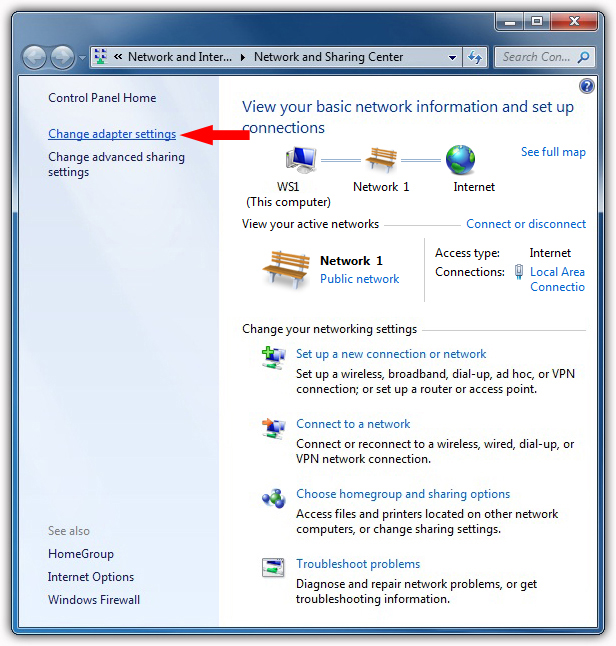 « Network and Inter... ▸ Network and Sharing Center
Search Con...
Control Panel Home
Change adapter settings
Change advanced sharing
settings
See also
HomeGroup
Internet Options
Windows Firewall
View your basic network information and set up
connections
See full map
WS1
(This computer)
Network 1
Internet
View your active networks
Connect or disconnect
Network 1
Public network
Access type: Internet
Connections: Local Area
Connectio
Change your networking settings
Set up a new connection or network
Set up a wireless, broadband, dial-up, ad hoc, or VPN
connection; or set up a router or access point.
Connect to a network
Connect or reconnect to a wireless, wired, dial-up, or
VPN network connection.
Choose homegroup and sharing options
Access files and printers located on other network
computers, or change sharing settings.
Troubleshoot problems
Diagnose and repair network problems, or get
troubleshooting information.